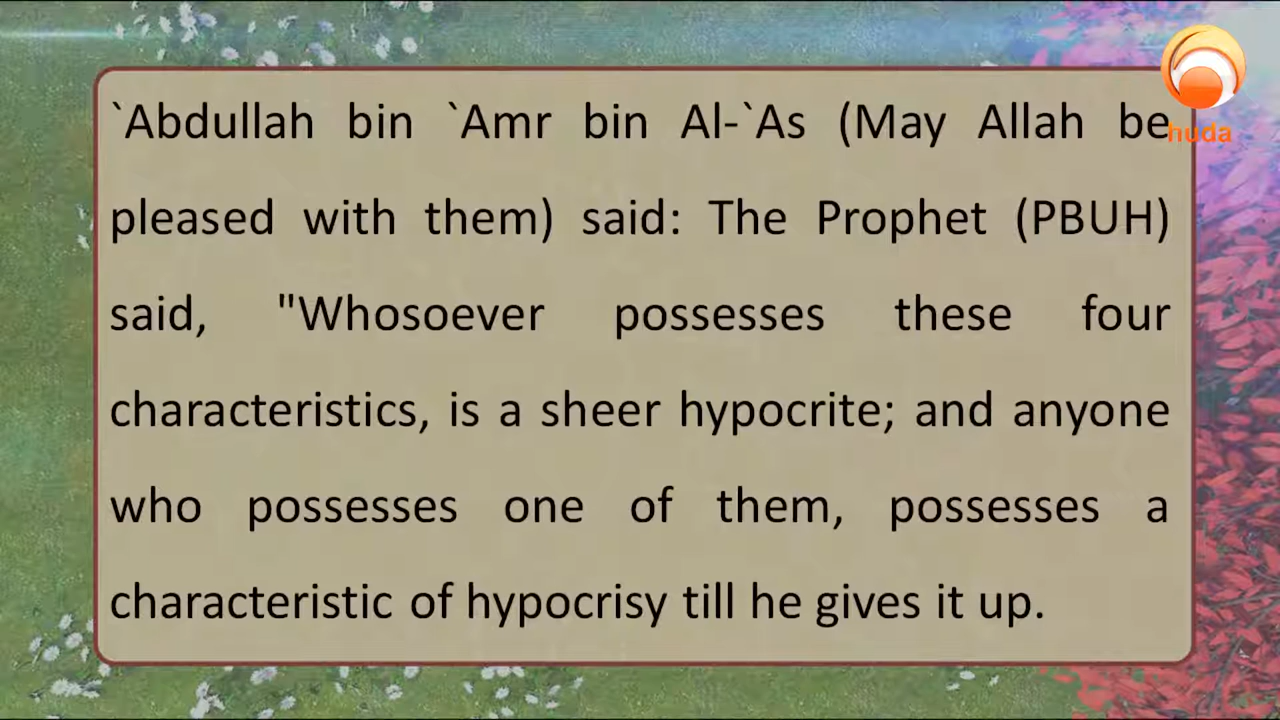 `Abdullah bin `Amr bin Al-`As (May Allah be
pleased with them) said: The Prophet (PBUH)
said, "Whosoever possesses these four
characteristics, is a sheer hypocrite; and anyone
who possesses one of them, possesses a
characteristic of hypocrisy till he gives it up.
huda